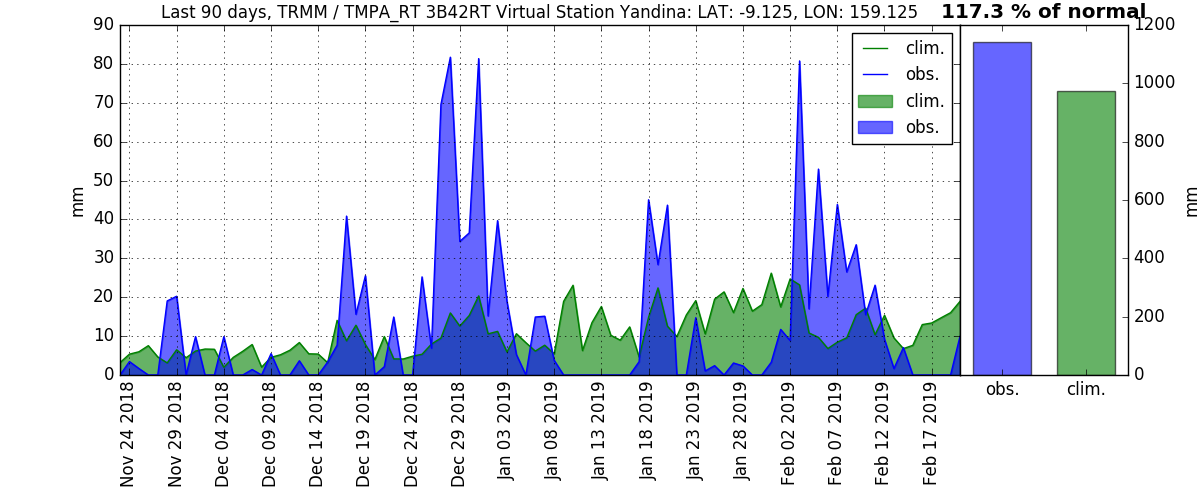 Last 90 days, TRMM / TMPA_RT 3B42RT Virtual Station Yandina: LAT: -9.125, LON: 159.125
117.3 % of normal
90
80
70
60
50
40
30
20
10
0
mm
clim.
obs.
clim.
obs.
Nov 24 2018
Nov 29 2018
Dec 04 2018
Dec 09 2018
Dec 14 2018
Dec 19 2018
Dec 24 2018
Dec 29 2018
Jan 03 2019
Jan 08 2019
Jan 13 2019
Jan 18 2019
Jan 23 2019
Jan 28 2019
Feb 02 2019
Feb 07 2019
Feb 12 2019
Feb 17 2019
1200
1000
800
600
400
200
0
mm
obs.
clim.